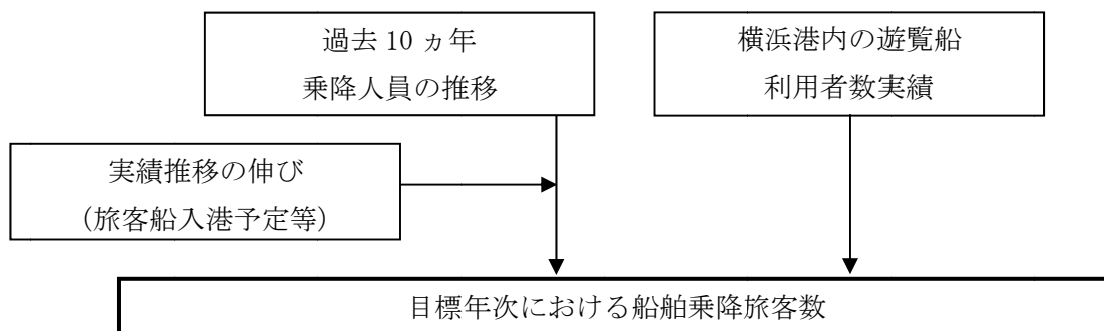 過去 10 ヵ年
乗降人員の推移
横浜港内の遊覧船
利用者数実績
実績推移の伸び
(旅客船入港予定等)
目標年次における船舶乗降旅客数